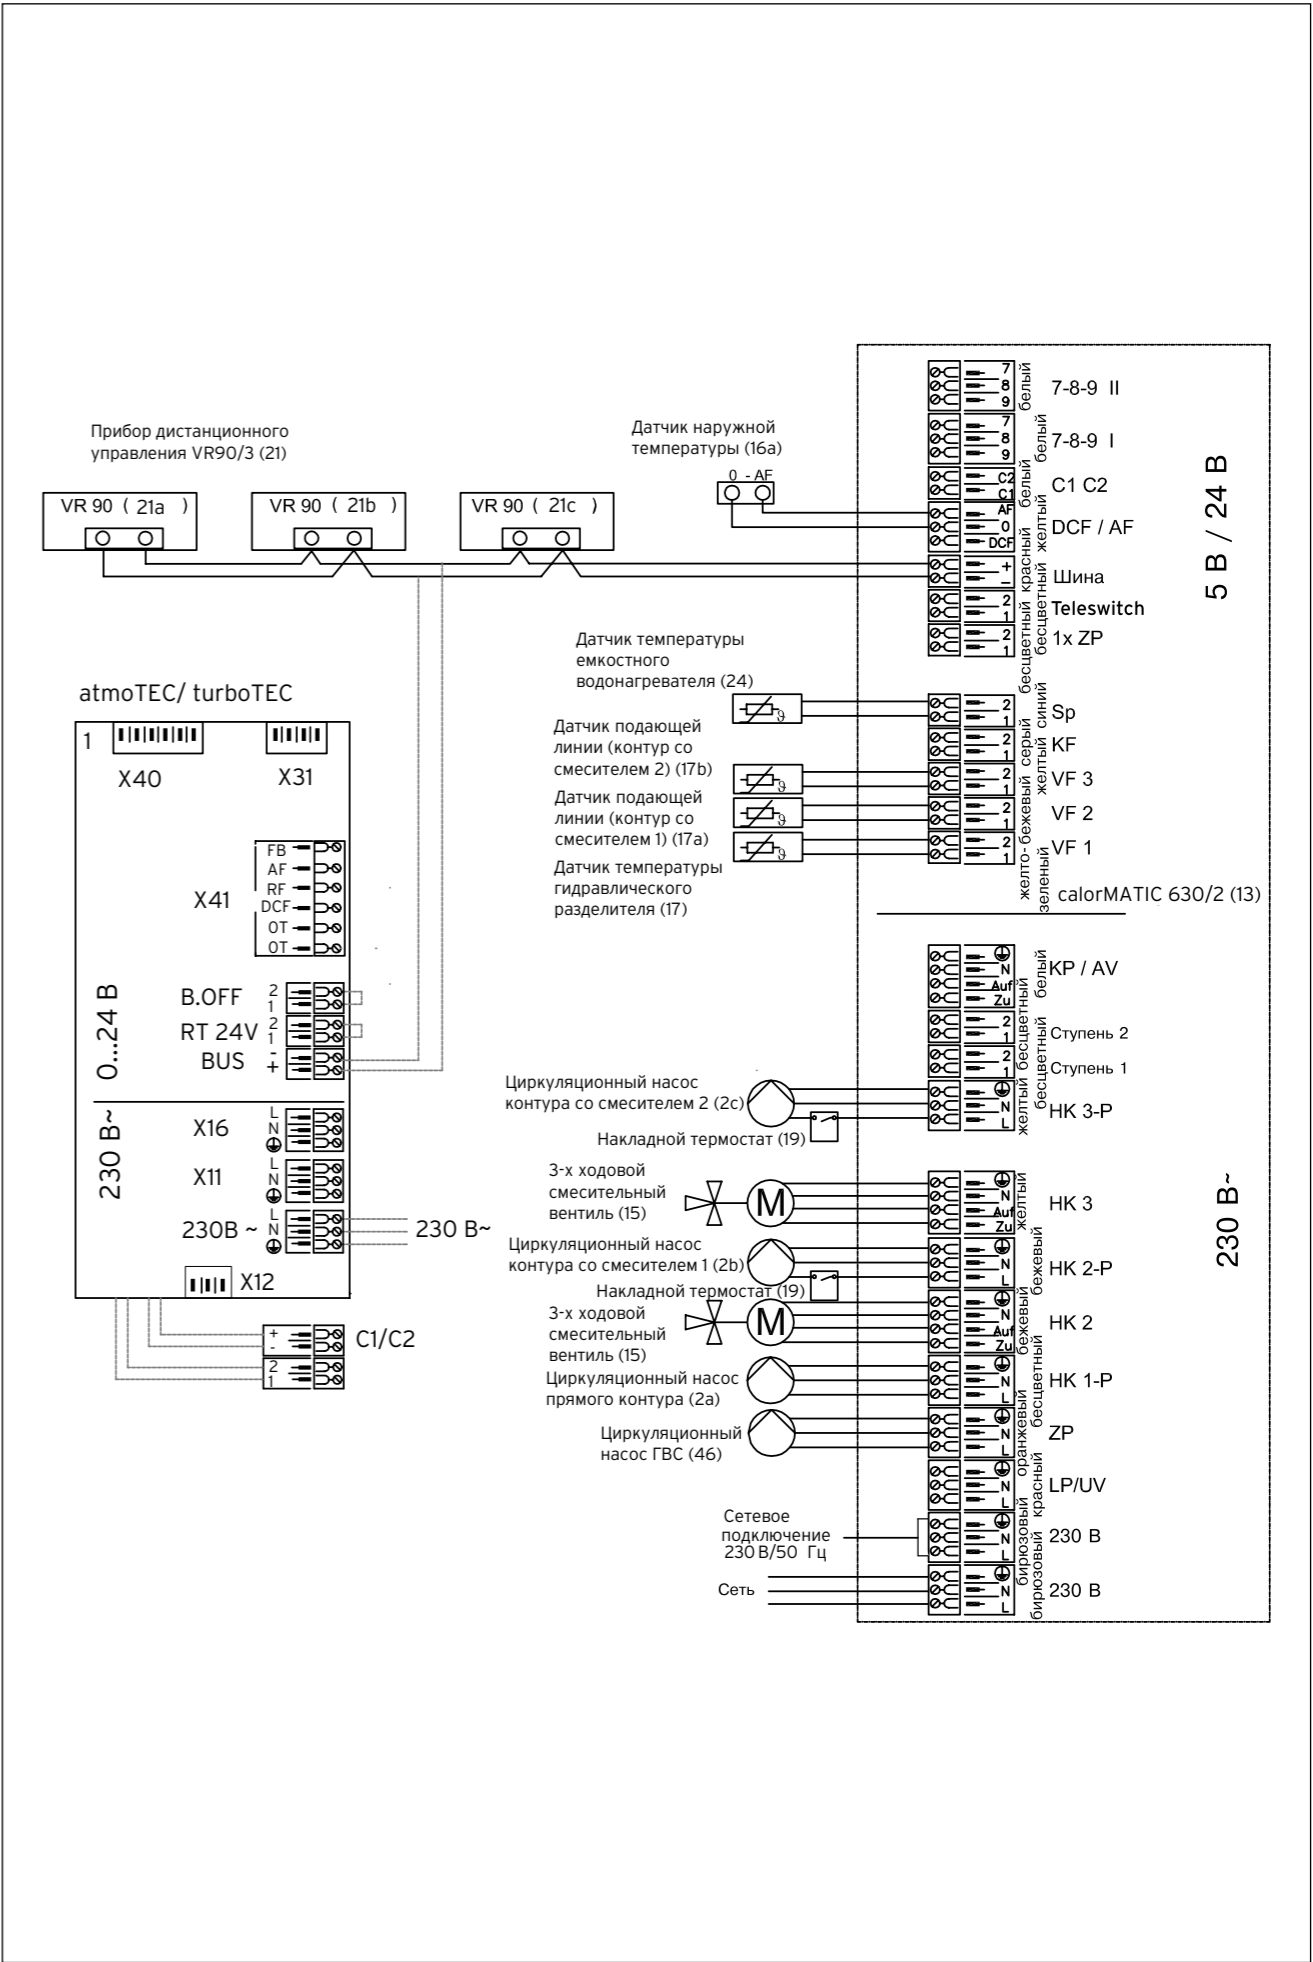 Прибор дистанционного
управления VR90/3 (21)
VR 90 ( 21a )
VR 90 ( 21b )
VR 90 ( 21c )
Датчик наружной
температуры (16a)
0 - AF
Датчик температуры
емкостного
водонагревателя (24)
Датчик подающей
линии (контур со
смесителем 2) (17b)
Датчик подающей
линии (контур со
смесителем 1) (17a)
Датчик температуры
гидравлического
разделителя (17)
atmoTEC/ turboTEC
1
X40
X31
X41
FB
AF
RF
DCF
OT
OT
0...24 В
B.OFF
2
1
RT 24V
2
1
BUS
-
+
230 В~
X16
L
N
X11
L
N
230В ~
L
N
230 В~
X12
+
-
C1/C2
2
1
Циркуляционный насос
контура со смесителем 2 (2c)
Накладной термостат (19)
3-х ходовой
смесительный
вентиль (15)
M
Циркуляционный насос
контура со смесителем 1 (2b)
Накладной термостат (19)
3-х ходовой
смесительный
вентиль (15)
M
Циркуляционный насос
прямого контура (2a)
Циркуляционный
насос ГВС (46)
Сетевое
подключение
230 В/50 Гц
Сеть
7
8
9
белый
7-8-9 II
7
8
9
белый
7-8-9 I
C2
C1
белый
C1 C2
AF
0
DCF
желтый
DCF / AF
+
–
красный
Шина
2
1
бесцветный
Teleswitch
2
1
бесцветный
1x ZP
5 В / 24 В
2
1
синий
Sp
2
1
серый
KF
2
1
желтый
VF 3
2
1
желто-бежевый
VF 2
2
1
зеленый
VF 1
calorMATIC 630/2 (13)
N
Auf
Zu
белый
KP / AV
2
1
бесцветный
Ступень 2
2
1
бесцветный
Ступень 1
N
L
желтый
HK 3-P
230 В~
N
Auf
Zu
желтый
HK 3
N
L
бежевый
HK 2-P
N
Auf
Zu
бежевый
HK 2
N
L
бесцветный
HK 1-P
N
L
оранжевый
ZP
N
L
красный
LP/UV
N
L
бирюзовый
230 В
N
L
бирюзовый
230 В